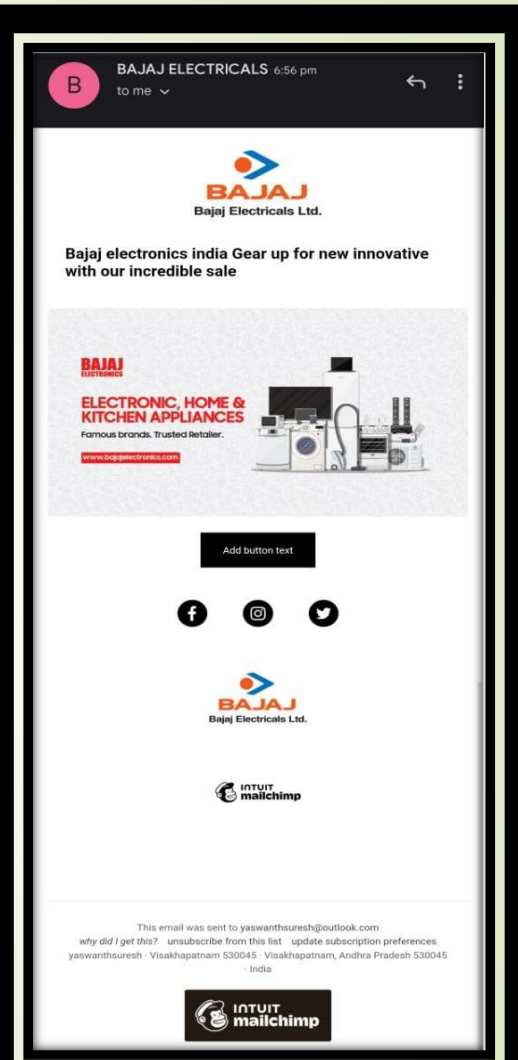 B
BAJAJ ELECTRICALS 6:56 pm
to me
BAJAJ
Bajaj Electricals Ltd.
Bajaj electronics india Gear up for new innovative
with our incredible sale
BAJAJ
ELECTRONICS
ELECTRONIC, HOME &
KITCHEN APPLIANCES
Famous brands. Trusted Retailer.
www.bajajelectronics.com
Add button text
BAJAJ
Bajaj Electricals Ltd.
INTUIT
mailchimp
This email was sent to yaswanthsuresh@outlook.com
why did I get this? unsubscribe from this list update subscription preferences
yaswanthsuresh · Visakhapatnam 530045 · Visakhapatnam, Andhra Pradesh 530045
· India
INTUIT
mailchimp